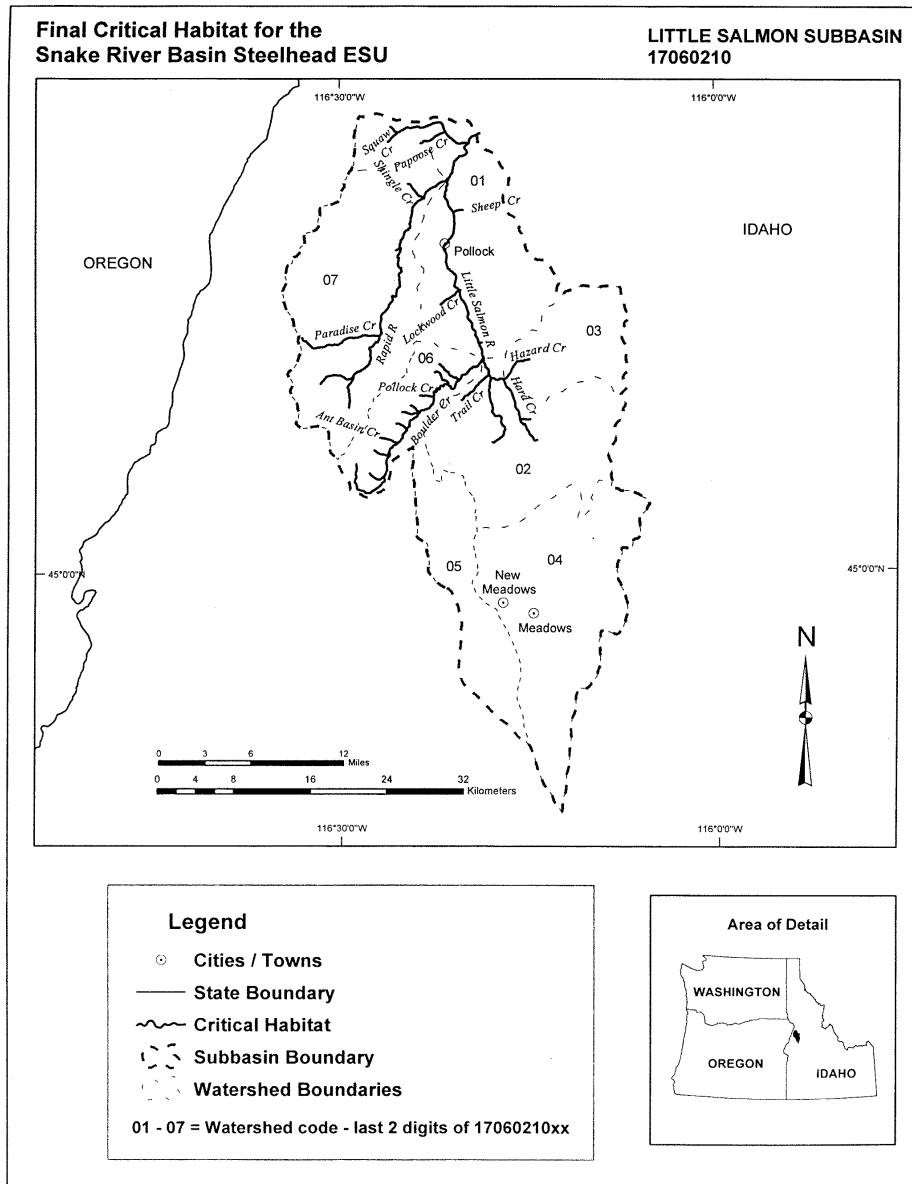 Final Critical Habitat for the
Snake River Basin Steelhead ESU
LITTLE SALMON SUBBASIN
17060210
116°30'0"W
116°0'0"W
Squaw Cr
Papoose Cr
Shingle Cr
01
Sheep Cr
IDAHO
OREGON
Pollock
07
Little Salmon R
Paradise Cr
Rapid R
Lockwood Cr
03
06
Hazard Cr
Pollock Cr
Hard Cr
Trail Cr
Boulder Cr
Ant Basin Cr
02
45°0'0"N
05
04
45°0'0"N
New
Meadows
Meadows
N
0 3 6 12
Miles
0 4 8 16 24 32
Kilometers
116°30'0"W
116°0'0"W
Legend
Cities / Towns
State Boundary
Critical Habitat
Subbasin Boundary
Watershed Boundaries
01 - 07 = Watershed code - last 2 digits of 17060210xx
Area of Detail
WASHINGTON
OREGON
IDAHO